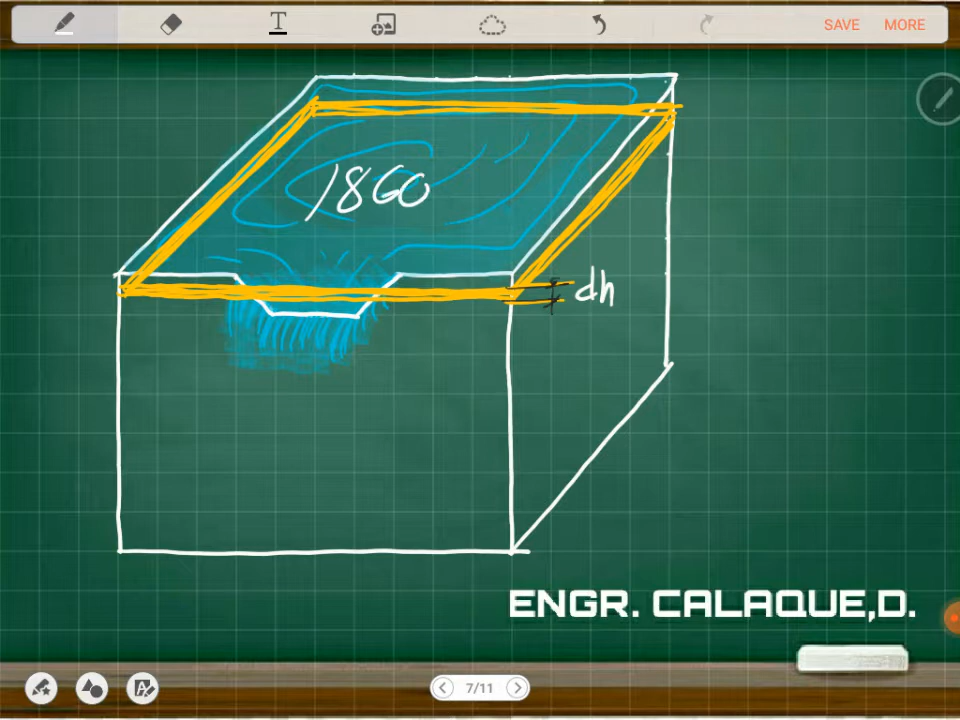 T
SAVE
MORE
1860
dh
ENGR. CALAQUE,D.
A
7/11